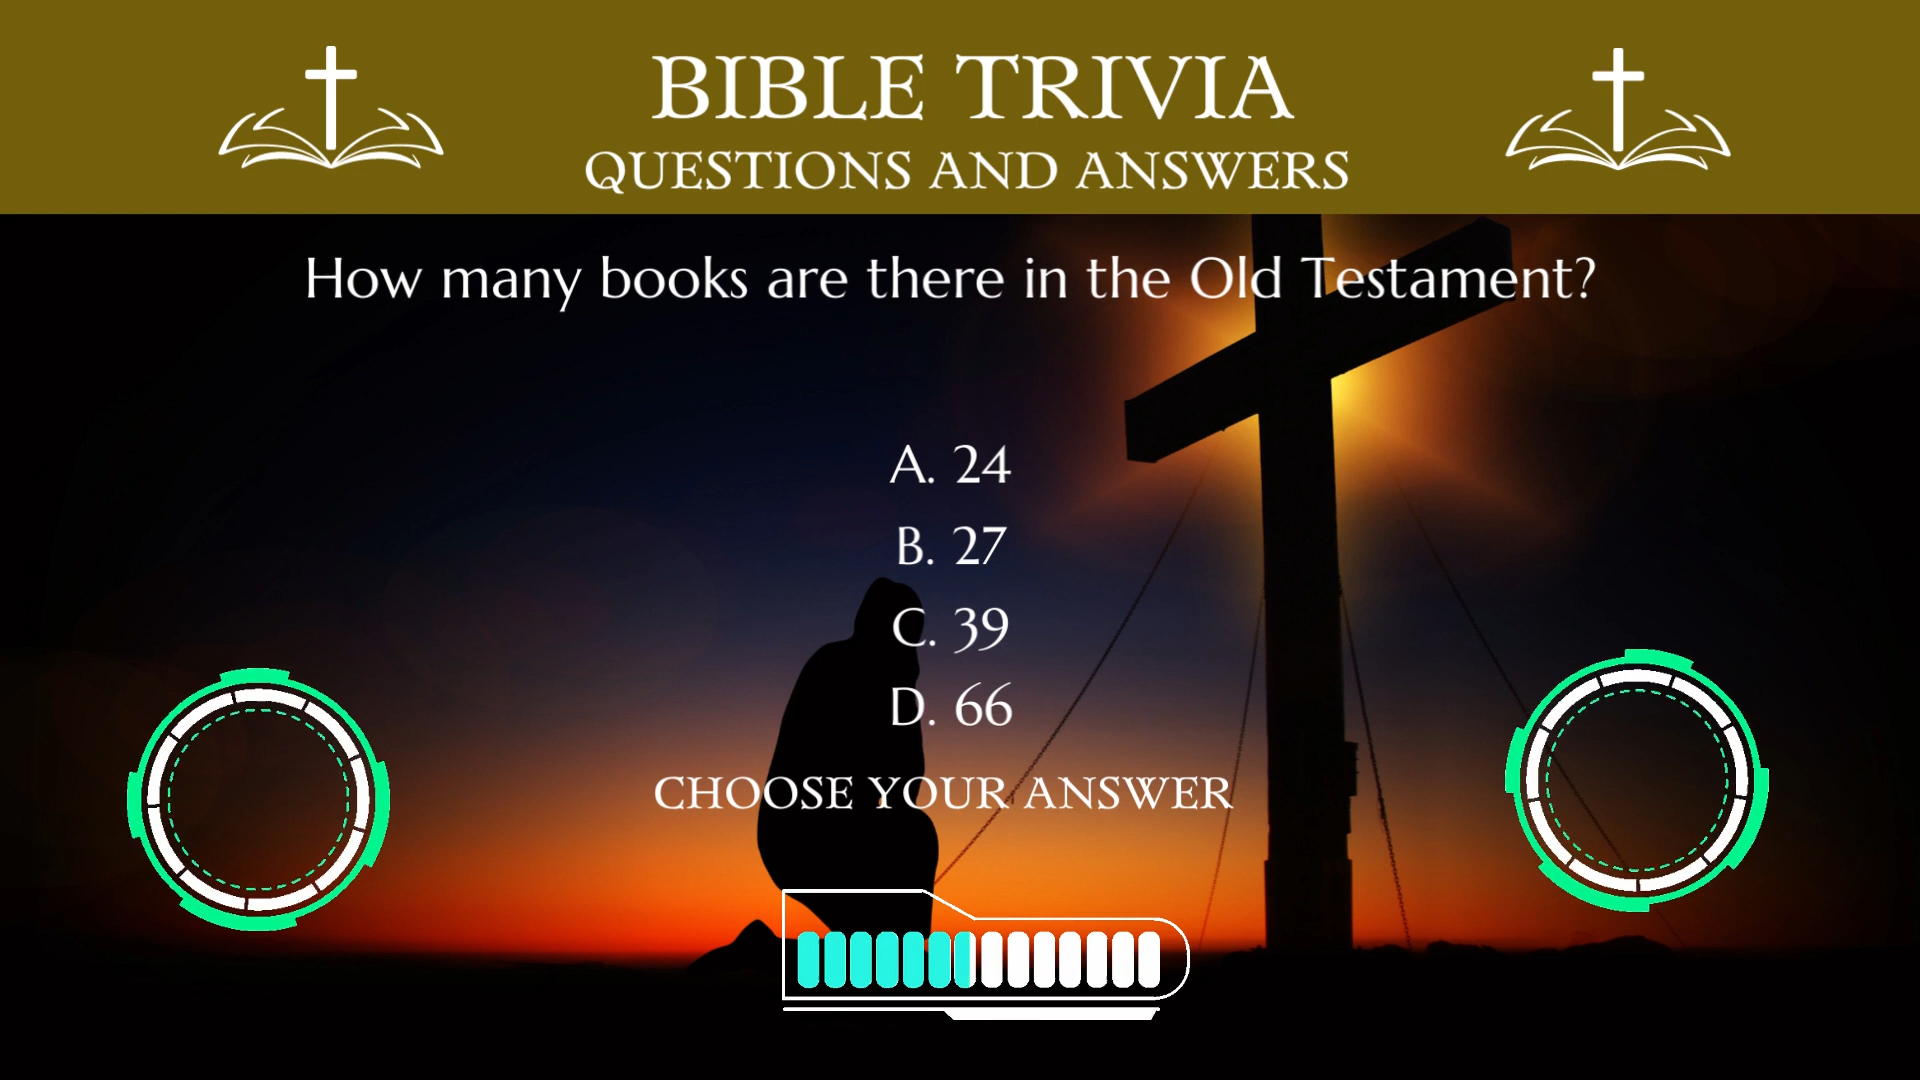 BIBLE TRIVIA
QUESTIONS AND ANSWERS
How many books are there in the Old Testament?
A. 24
B. 27
C. 39
D. 66
CHOOSE YOUR ANSWER